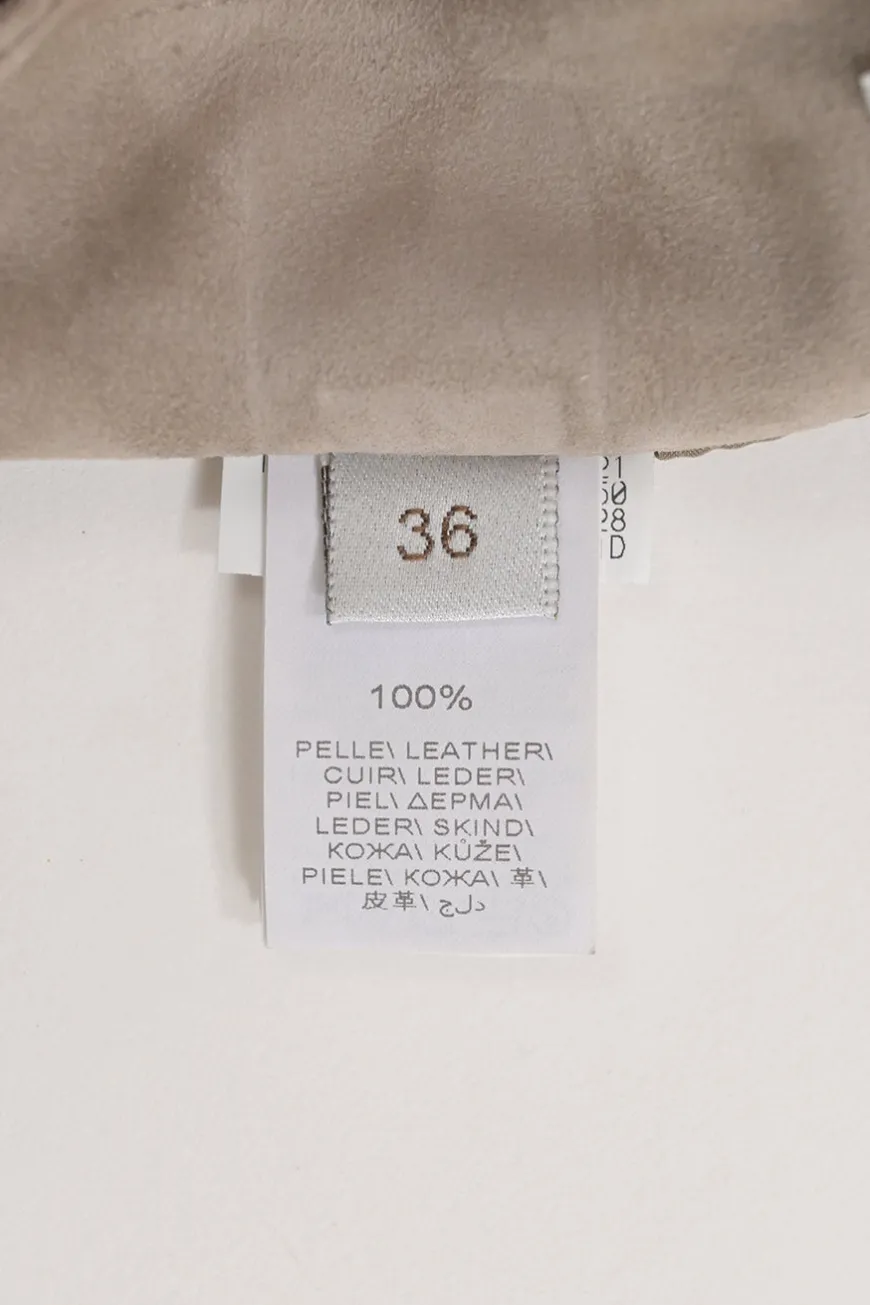 36
100%
PELLE\ LEATHER\
CUIR\ LEDER\
PIEL\ ΔΕΡΜΑ\
LEDER\ SKIND\
КОЖА\ KŮŽE\
PIELE\ КОЖА\ 革\
皮革\ جلد